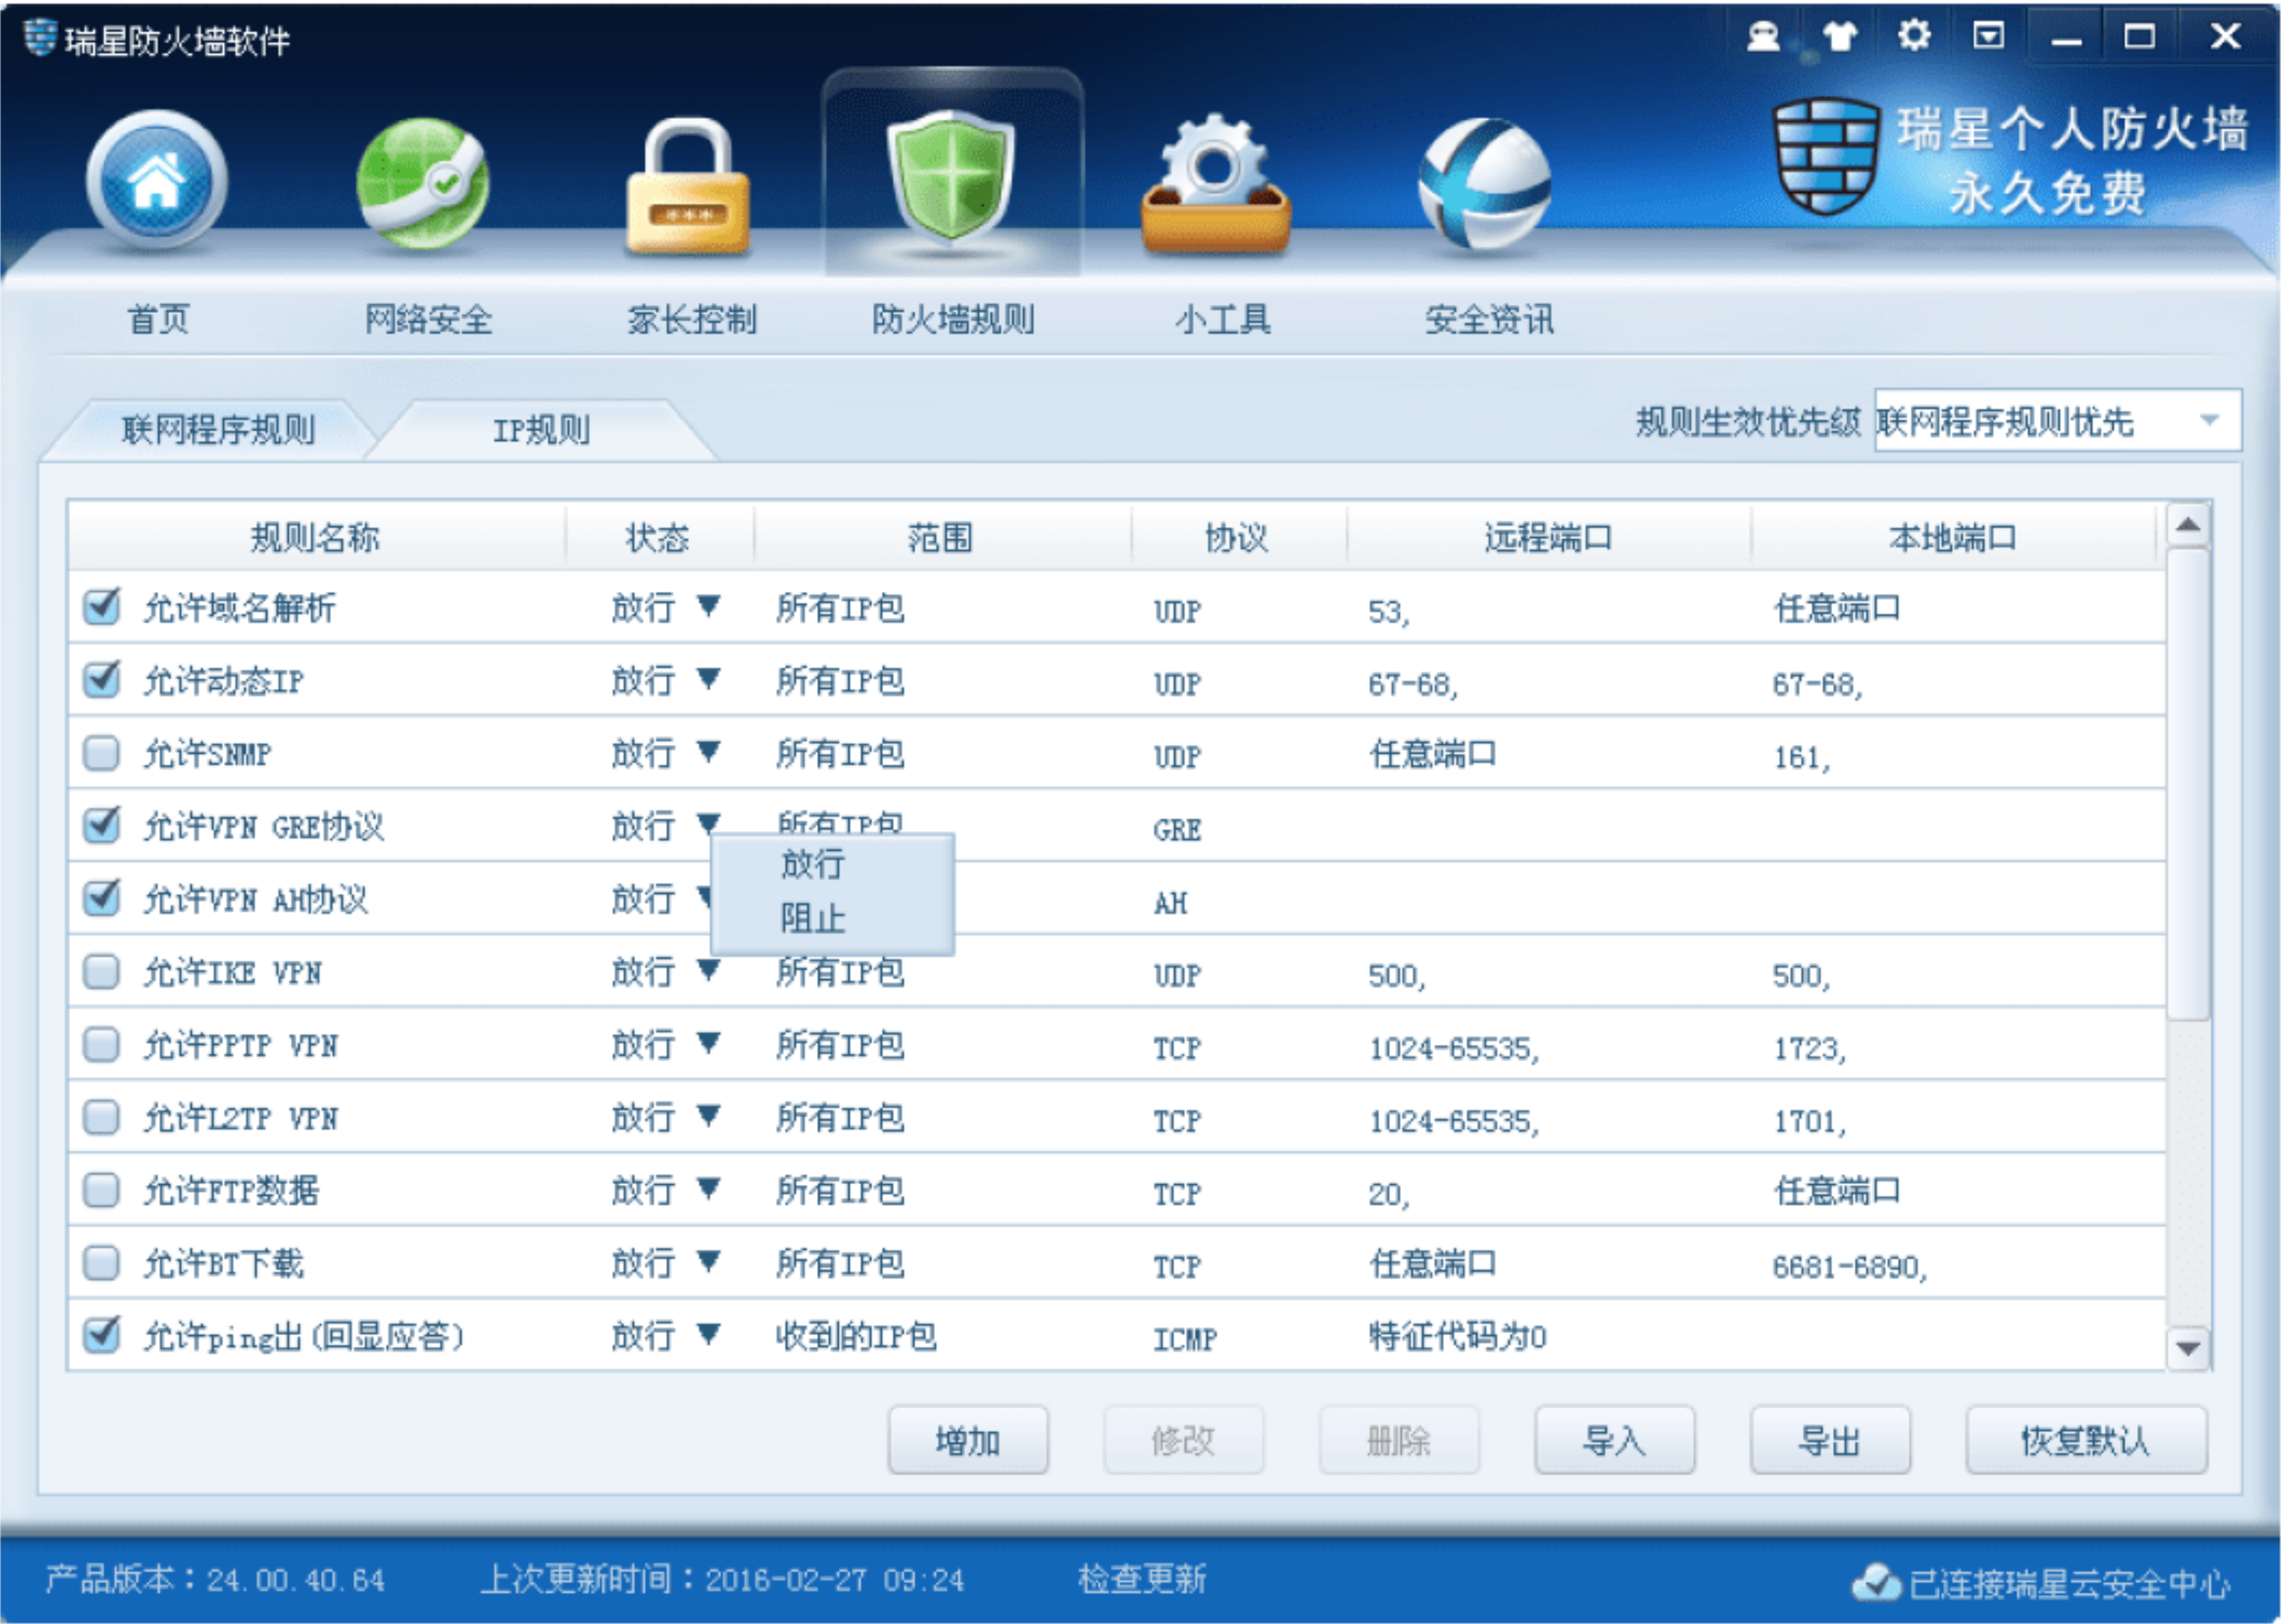 瑞星防火墙软件
瑞星个人防火墙
永久免费
***
首页 网络安全 家长控制 防火墙规则 小工具 安全资讯
联网程序规则 IP规则 规则生效优先级 联网程序规则优先
规则名称 状态 范围 协议 远程端口 本地端口
允许域名解析 放行 所有IP包 UDP 53, 任意端口
允许动态IP 放行 所有IP包 UDP 67-68, 67-68,
允许SNMP 放行 所有IP包 UDP 任意端口 161,
允许VPN GRE协议 放行 所有IP包 GRE
放行
允许VPN AH协议 放行 AH
阻止
允许IKE VPN 放行 所有IP包 UDP 500, 500,
允许PPTP VPN 放行 所有IP包 TCP 1024-65535, 1723,
允许L2TP VPN 放行 所有IP包 TCP 1024-65535, 1701,
允许FTP数据 放行 所有IP包 TCP 20, 任意端口
允许BT下载 放行 所有IP包 TCP 任意端口 6681-6890,
允许ping出(回显应答) 放行 收到的IP包 ICMP 特征代码为0
增加 修改 删除 导入 导出 恢复默认
产品版本：24.00.40.64 上次更新时间：2016-02-27 09:24 检查更新 已连接瑞星云安全中心